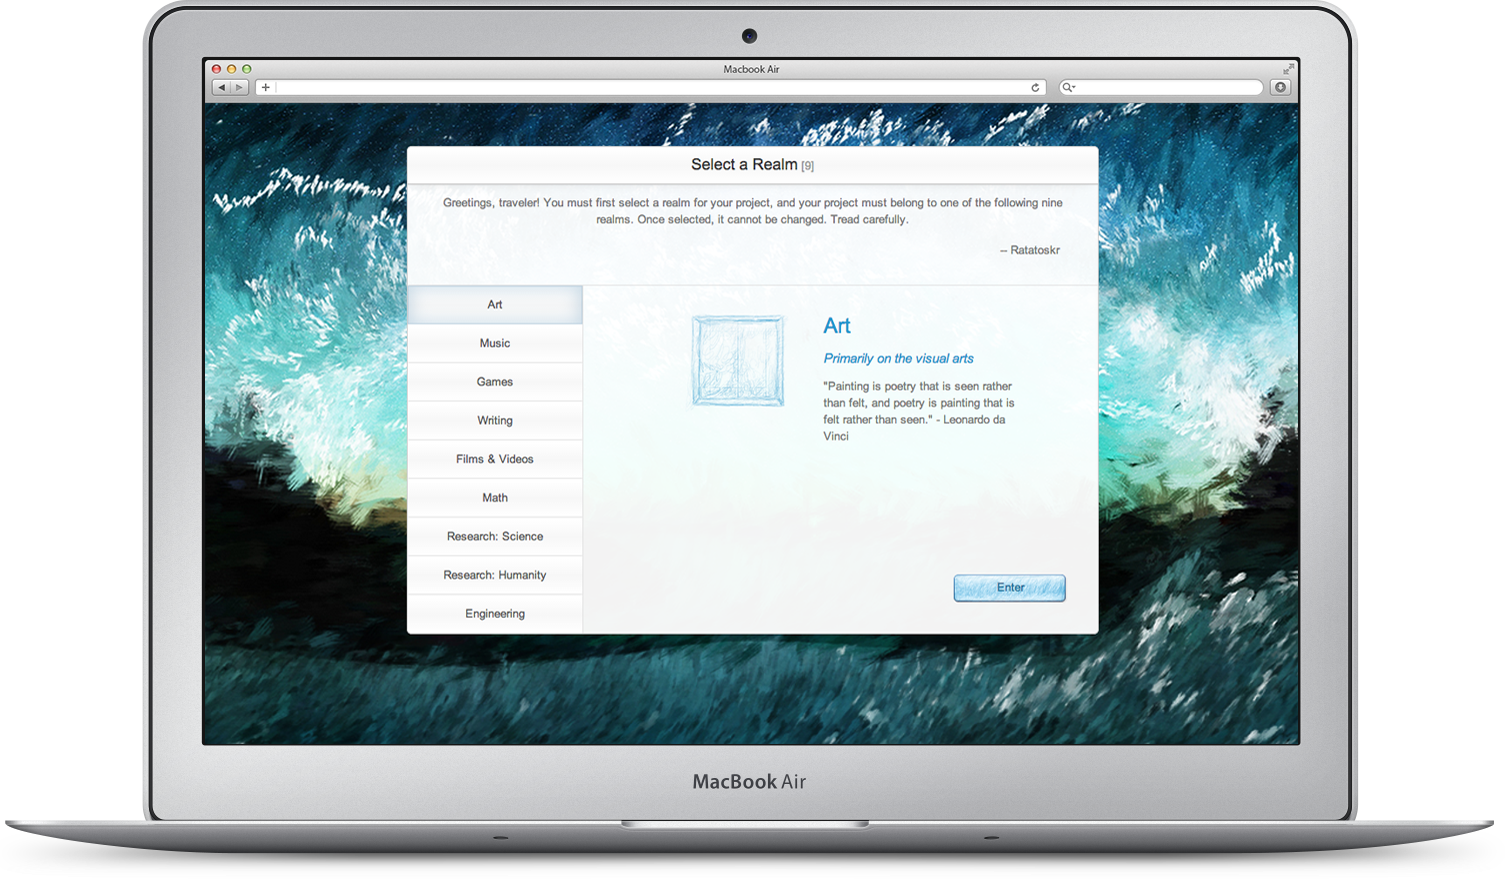 Macbook Air
Select a Realm [9]
Greetings, traveler! You must first select a realm for your project, and your project must belong to one of the following nine
realms. Once selected, it cannot be changed. Tread carefully.
-- Ratatoskr
Art
Music
Games
Writing
Films & Videos
Math
Research: Science
Research: Humanity
Engineering
Art
Primarily on the visual arts
"Painting is poetry that is seen rather
than felt, and poetry is painting that is
felt rather than seen." - Leonardo da
Vinci
Enter
MacBook Air